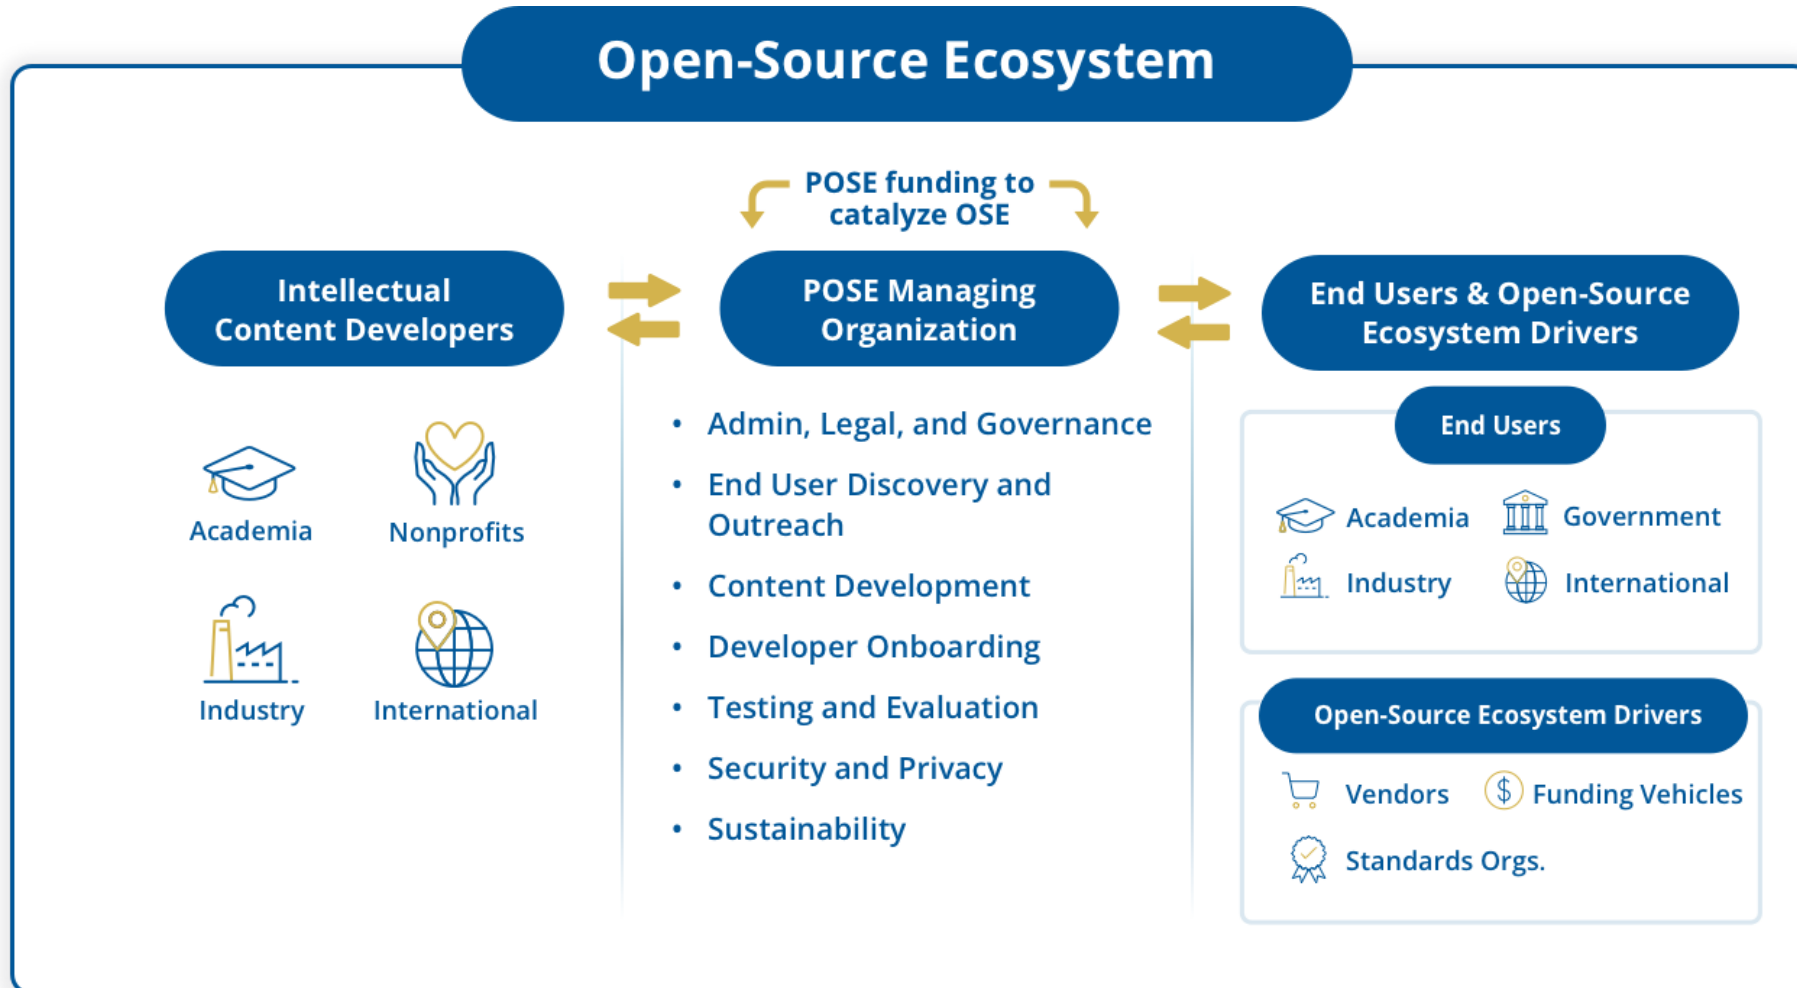 Open-Source Ecosystem
POSE funding to
catalyze OSE
Intellectual
Content Developers
Academia
Nonprofits
Industry
International
POSE Managing
Organization
• Admin, Legal, and Governance
• End User Discovery and
Outreach
• Content Development
• Developer Onboarding
• Testing and Evaluation
• Security and Privacy
• Sustainability
End Users & Open-Source
Ecosystem Drivers
End Users
Academia
Government
Industry
International
Open-Source Ecosystem Drivers
Vendors
$ Funding Vehicles
Standards Orgs.